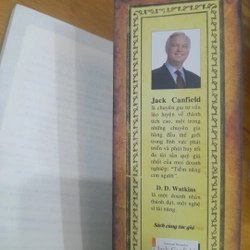 Jack Canfield
là chuyên gia tư vấn
lão luyện về thành
tích cao, một trong
những chuyên gia
hàng đầu thế giới
trong lĩnh vực phát
triển và phát huy tối
đa tài sản quý giá
nhất của mọi doanh
nghiệp: "Tiềm năng
con người".
D. D. Watkins
là một doanh nhân
thành đạt, một nghệ
sĩ tài năng.
Sách cùng tác giả